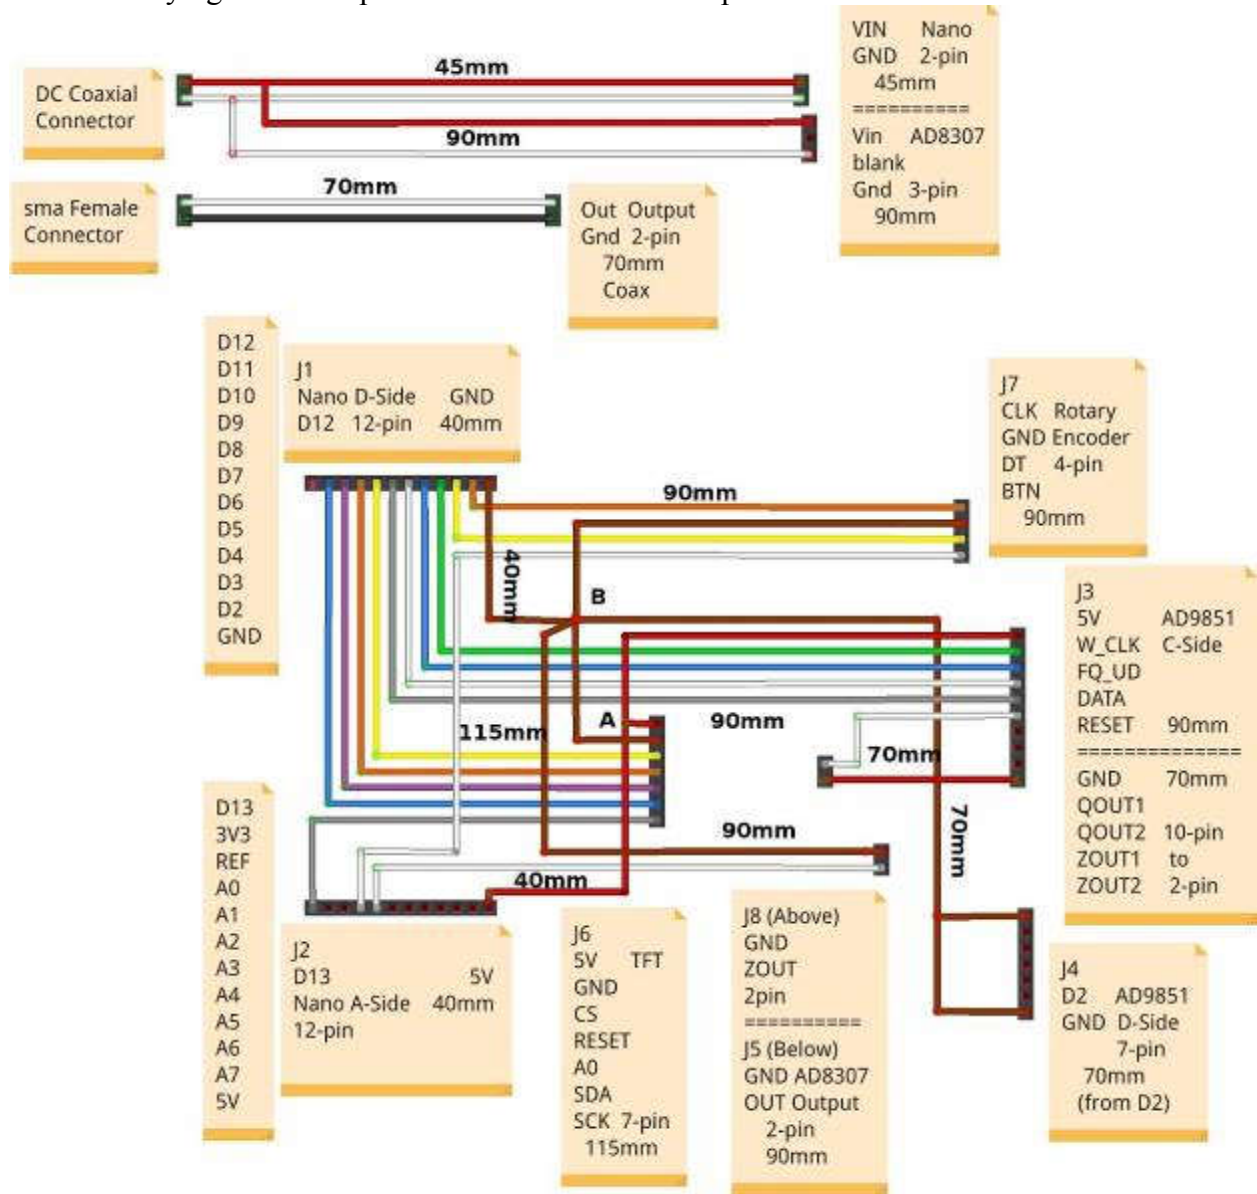 45mm
90mm
DC Coaxial
Connector
VIN Nano
GND 2-pin
45mm
==========
Vin AD8307
blank
Gnd 3-pin
90mm
70mm
sma Female
Connector
Out Output
Gnd 2-pin
70mm
Coax
D12
D11
D10
D9
D8
D7
D6
D5
D4
D3
D2
GND
J1
Nano D-Side GND
D12 12-pin 40mm
J7
CLK Rotary
GND Encoder
DT 4-pin
BTN
90mm
90mm
40mm
B
A
115mm
90mm
70mm
70mm
90mm
40mm
J3
5V AD9851
W_CLK C-Side
FQ_UD
DATA
RESET 90mm
==============
GND 70mm
QOUT1
QOUT2 10-pin
ZOUT1 to
ZOUT2 2-pin
D13
3V3
REF
A0
A1
A2
A3
A4
A5
A6
A7
5V
J2
D13 5V
Nano A-Side 40mm
12-pin
J6
5V TFT
GND
CS
RESET
A0
SDA
SCK 7-pin
115mm
J8 (Above)
GND
ZOUT
2pin
==========
J5 (Below)
GND AD8307
OUT Output
2-pin
90mm
J4
D2 AD9851
GND D-Side
7-pin
70mm
(from D2)